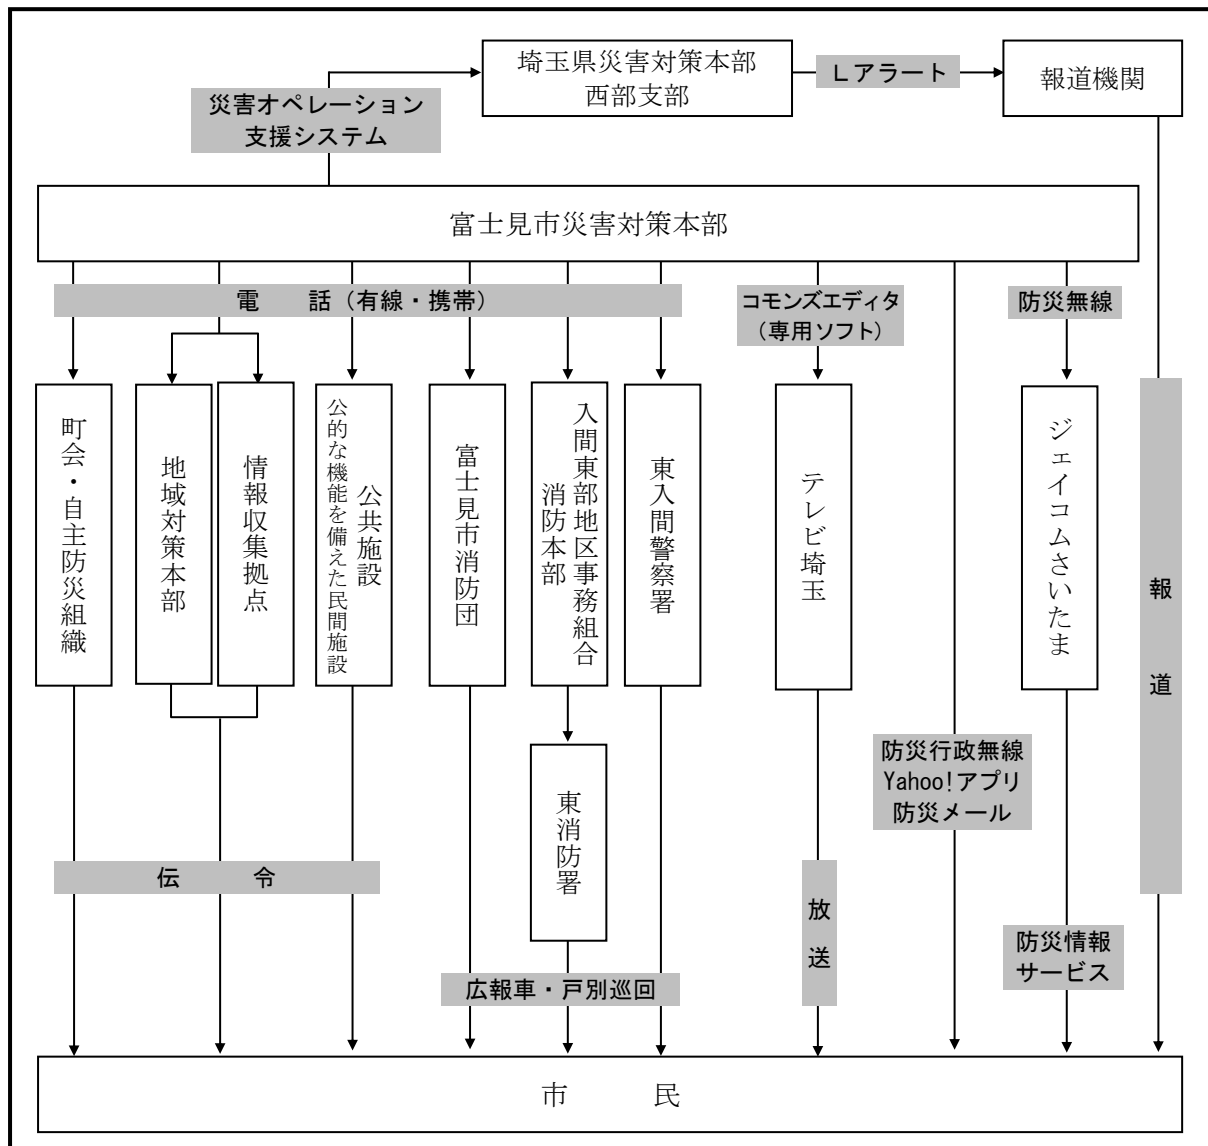 埼玉県災害対策本部
西部支部
Lアラート
報道機関
災害オペレーション
支援システム
富士見市災害対策本部
電　話（有線・携帯）
コモンズエディタ
（専用ソフト）
防災無線
町会・自主防災組織
地域対策本部
情報収集拠点
公共施設
公的な機能を備えた民間施設
富士見市消防団
入間東部地区事務組合
消防本部
東入間警察署
テレビ埼玉
ジェイコムさいたま
報道
防災行政無線
Yahoo!アプリ
防災メール
東消防署
伝　令
放送
防災情報
サービス
広報車・戸別巡回
市　民